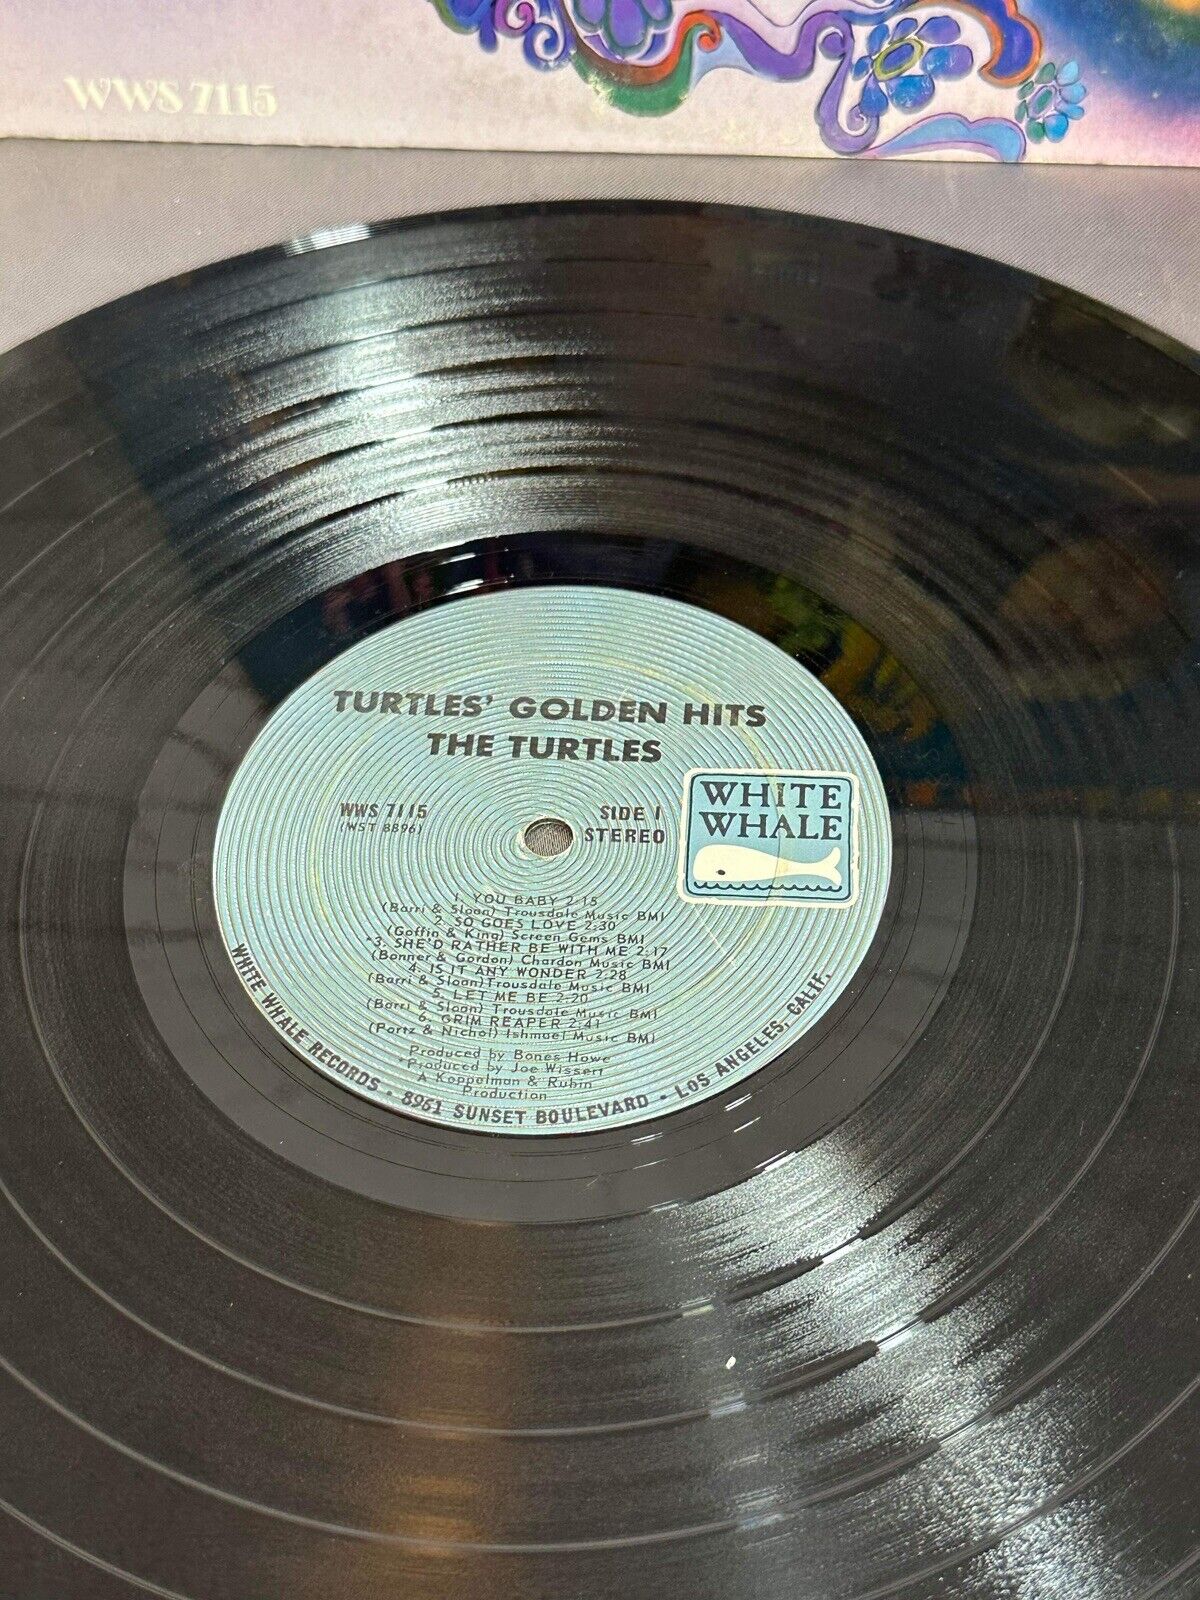 WWS 7115
TURTLES' GOLDEN HITS
THE TURTLES
WWS 7115
(WST 8896)
SIDE 1
STEREO
WHITE
WHALE
1. YOU BABY 2:15
(Barri & Sloan) Trousdale Music BMI
2. SO GOES LOVE 2:30
(Goffin & King) Screen Gems BMI
*3. SHE'D RATHER BE WITH ME 2:17
(Bonner & Gordon) Chardon Music BMI
4. IS IT ANY WONDER 2:28
(Barri & Sloan) Trousdale Music BMI
5. LET ME BE 2:20
(Barri & Sloan) Trousdale Music BMI
6. GRIM REAPER 2:41
(Portz & Nichol) Ishmael Music BMI
Produced by Bones Howe
*Produced by Joe Wissert
A Koppelman & Rubin
Production
WHITE WHALE RECORDS • 8961 SUNSET BOULEVARD • LOS ANGELES, CALIF.